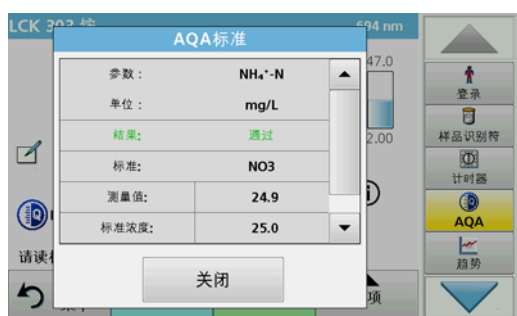 LCK 303 铵
694 nm
AQA标准
47.0
参数： NH₄⁺-N
单位： mg/L
结果: 通过
2.00
标准: NO3
测量值: 24.9
标准浓度: 25.0
请读
关闭
项
登录
样品识别符
计时器
AQA
趋势